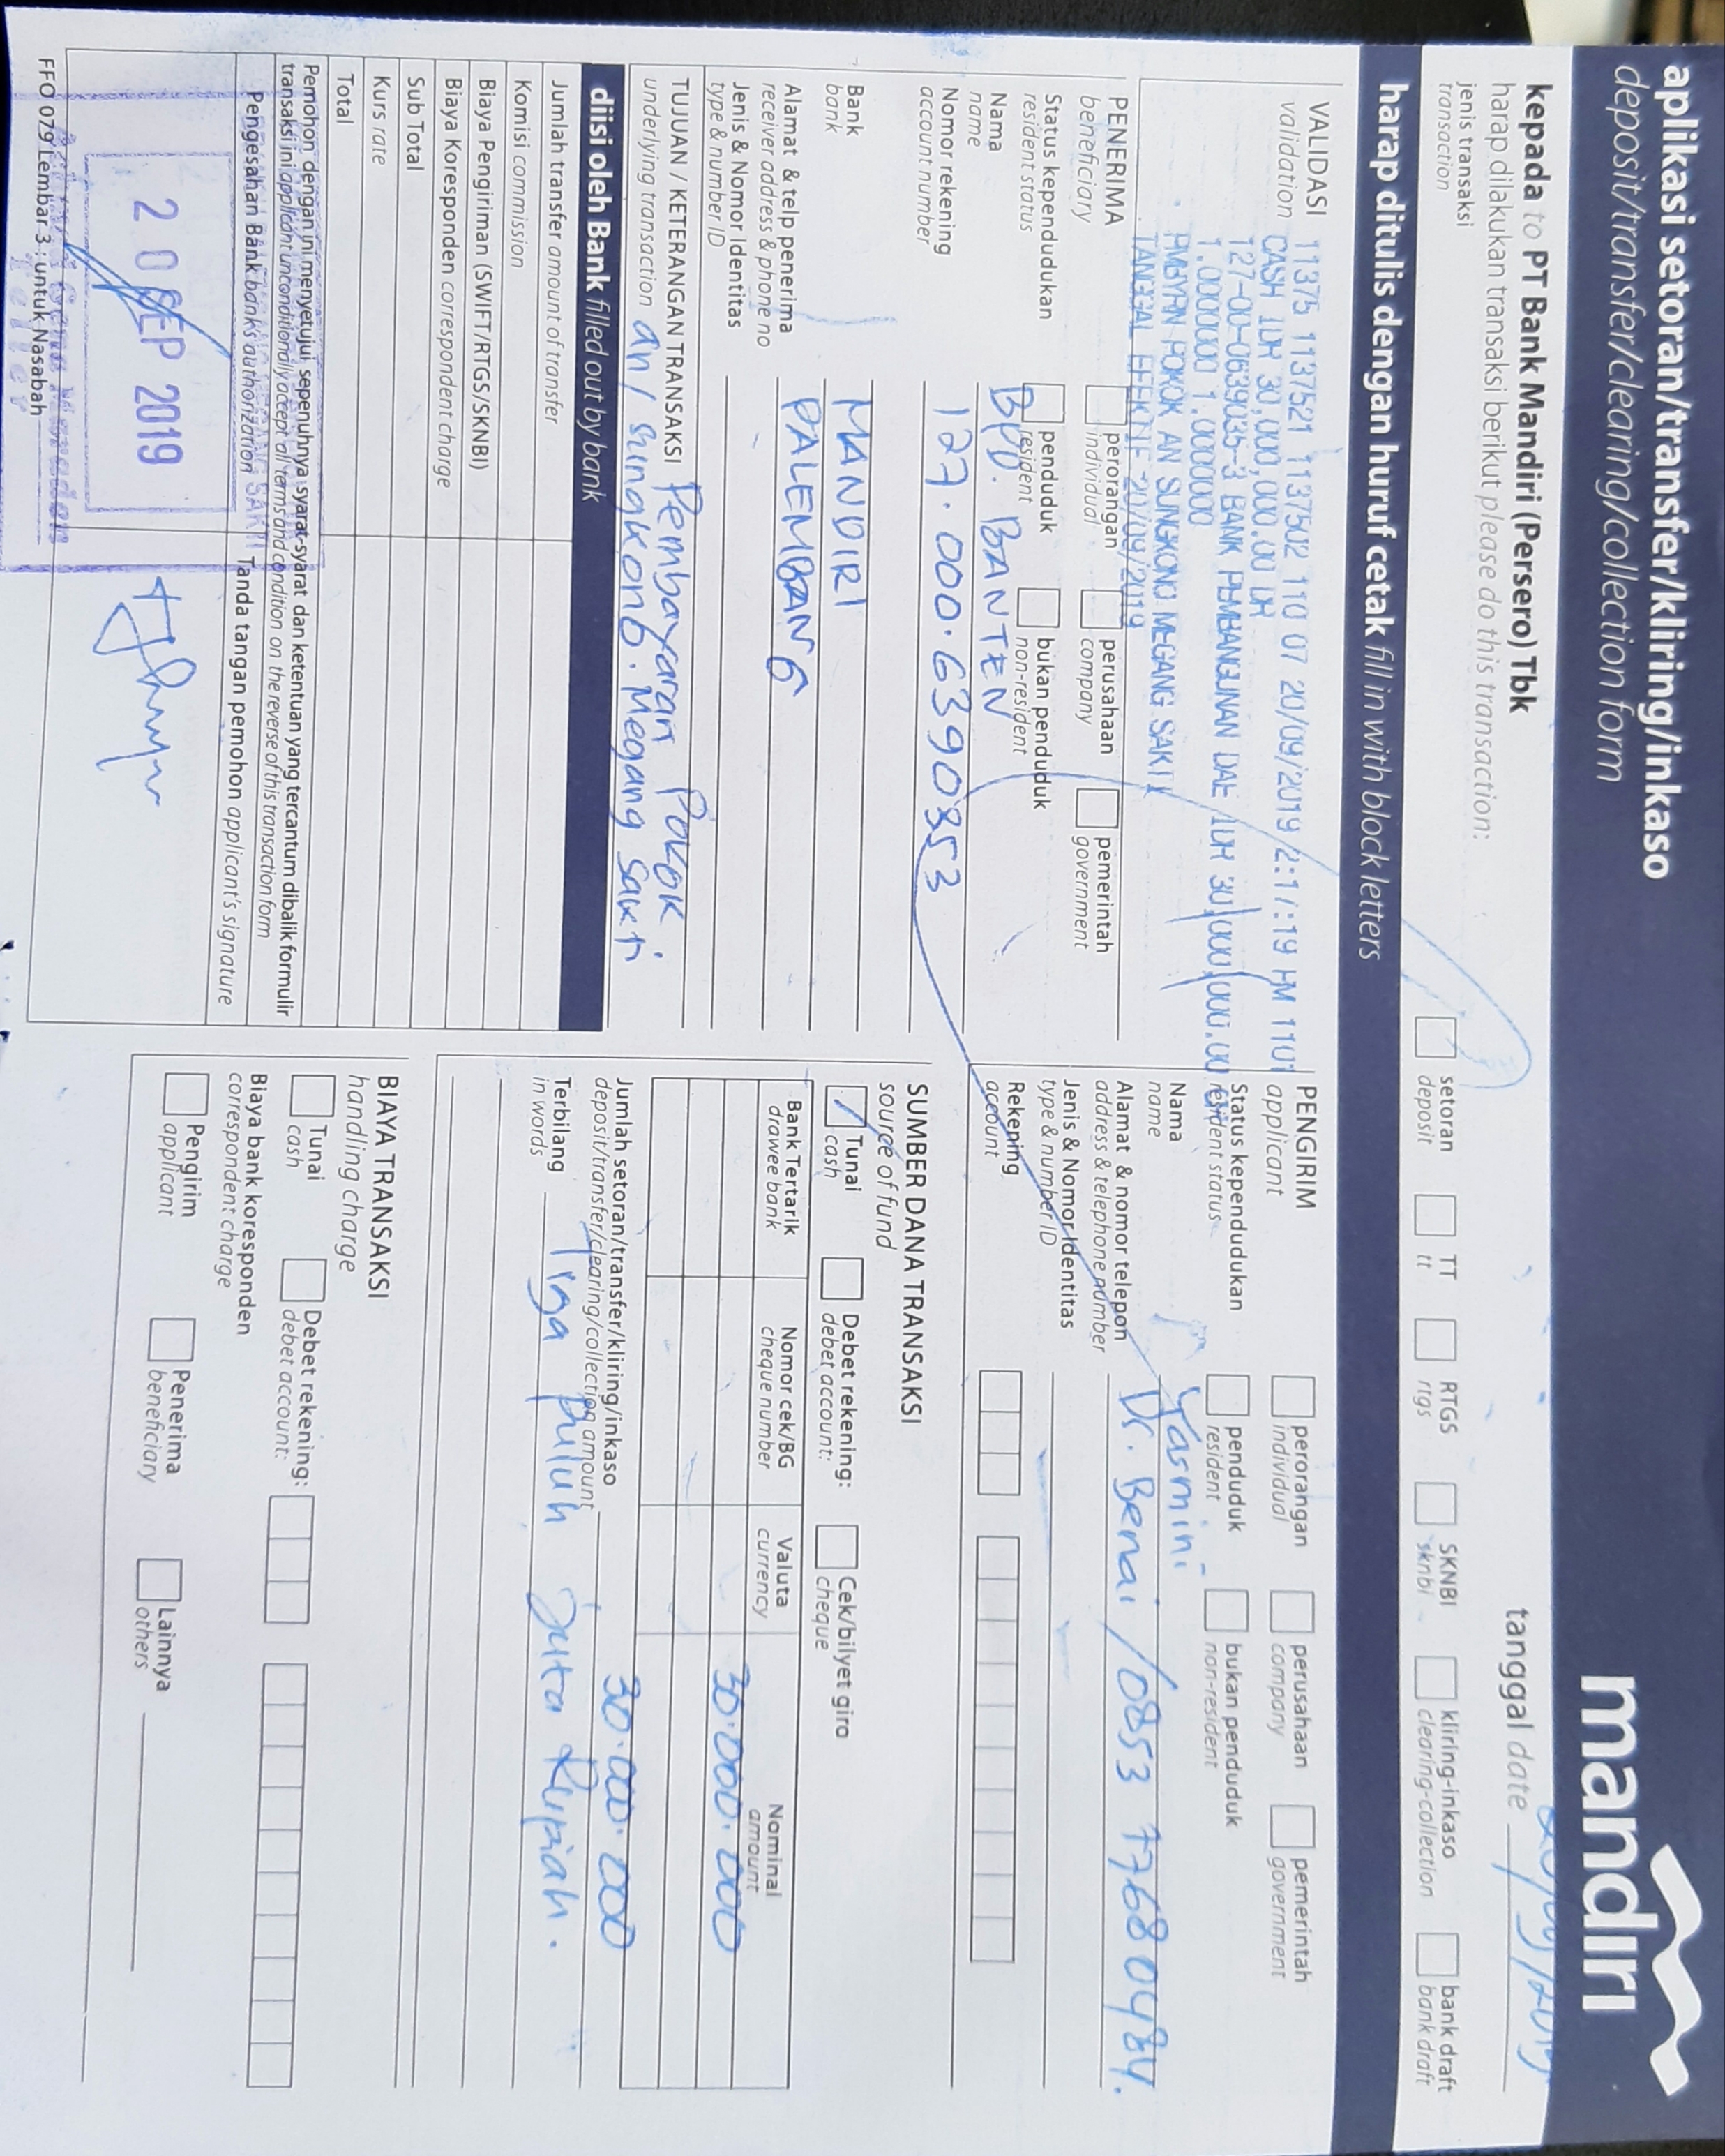 aplikasi setoran/transfer/kliring/inkaso
deposit/transfer/clearing/collection form
mandiri
kepada to PT Bank Mandiri (Persero) Tbk
tanggal date
harap dilakukan transaksi berikut please do this transaction:
jenis transaksi
transaction
setoran
deposit
TT
tt
RTGS
rtgs
SKNBI
sknbi
kliring-inkaso
clearing-collection
bank draft
bank draft
harap ditulis dengan huruf cetak fill in with block letters
VALIDASI
validation
11375 1137521 1137502 110 07 20/09/2019 2:17:19 PM 1101
CASH IDR 30,000,000.00 DR
127-00-0639035-3 BANK PEMBANGUNAN DAE IDR 30,000,000.00
1.0000000 1.0000000
PMBYRN POKOK AN SUNGKONO MEGANG SAKTI
TANGGAL EFEKTIF 20/09/2019
PENERIMA
beneficiary
perorangan
individual
perusahaan
company
pemerintah
government
Status kependudukan
resident status
penduduk
resident
bukan penduduk
non-resident
Nama
name
BPD. BANTEN
Nomor rekening
account number
127.000.6390353
Bank
bank
MANDIRI
Alamat & telp penerima
receiver address & phone no
PALEMBANG
Jenis & Nomor Identitas
type & number ID
TUJUAN / KETERANGAN TRANSAKSI
underlying transaction
Pembayaran Pokok.
an/ sungkono. Megang sakti
diisi oleh Bank filled out by bank
Jumlah transfer amount of transfer
Komisi commission
Biaya Pengiriman (SWIFT/RTGS/SKNBI)
Biaya Koresponden correspondent charge
Sub Total
Kurs rate
Total
Pemohon dengan ini menyetujui sepenuhnya syarat-syarat dan ketentuan yang tercantum dibalik formulir
transaksi ini applicant unconditionally accept all terms and condition on the reverse of this transaction form
Pengesahan Bank bank's authorization
Tanda tangan pemohon applicant's signature
20 SEP 2019
Teller
FFO 079 Lembar 3 : untuk Nasabah
PENGIRIM
applicant
perorangan
individual
perusahaan
company
pemerintah
government
Status kependudukan
resident status
penduduk
resident
bukan penduduk
non-resident
Nama
name
Yasmini
Alamat & nomor telepon
address & telephone number
Dr. Benai /0853 77680484.
Jenis & Nomor Identitas
type & number ID
Rekening
account
SUMBER DANA TRANSAKSI
source of fund
Tunai
cash
Debet rekening:
debet account:
Cek/bilyet giro
cheque
Bank Tertarik
drawee bank
Nomor cek/BG
cheque number
Valuta
currency
Nominal
amount
30.000.000
Jumlah setoran/transfer/kliring/inkaso
deposit/transfer/clearing/collection amount
30.000.000
Terbilang
in words
Tiga puluh Juta Rupiah.
BIAYA TRANSAKSI
handling charge
Tunai
cash
Debet rekening:
debet account:
Biaya bank koresponden
correspondent charge
Pengirim
applicant
Penerima
beneficiary
Lainnya
others